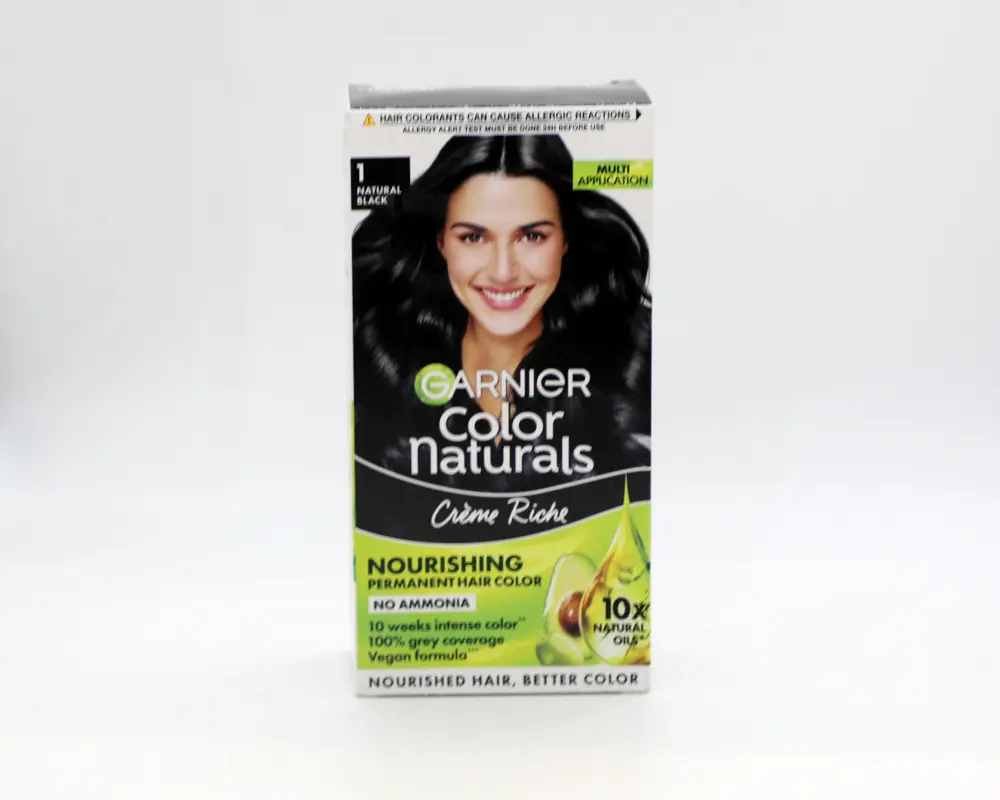 ⚠ HAIR COLORANTS CAN CAUSE ALLERGIC REACTIONS
ALLERGY ALERT TEST MUST BE DONE 24H BEFORE USE
1
NATURAL
BLACK
MULTI
APPLICATION
GARNIER
Color
Naturals
Crème Riche
NOURISHING
PERMANENT HAIR COLOR
NO AMMONIA
10 weeks intense color**
100% grey coverage
Vegan formula***
10x
NATURAL
OILS*
NOURISHED HAIR, BETTER COLOR